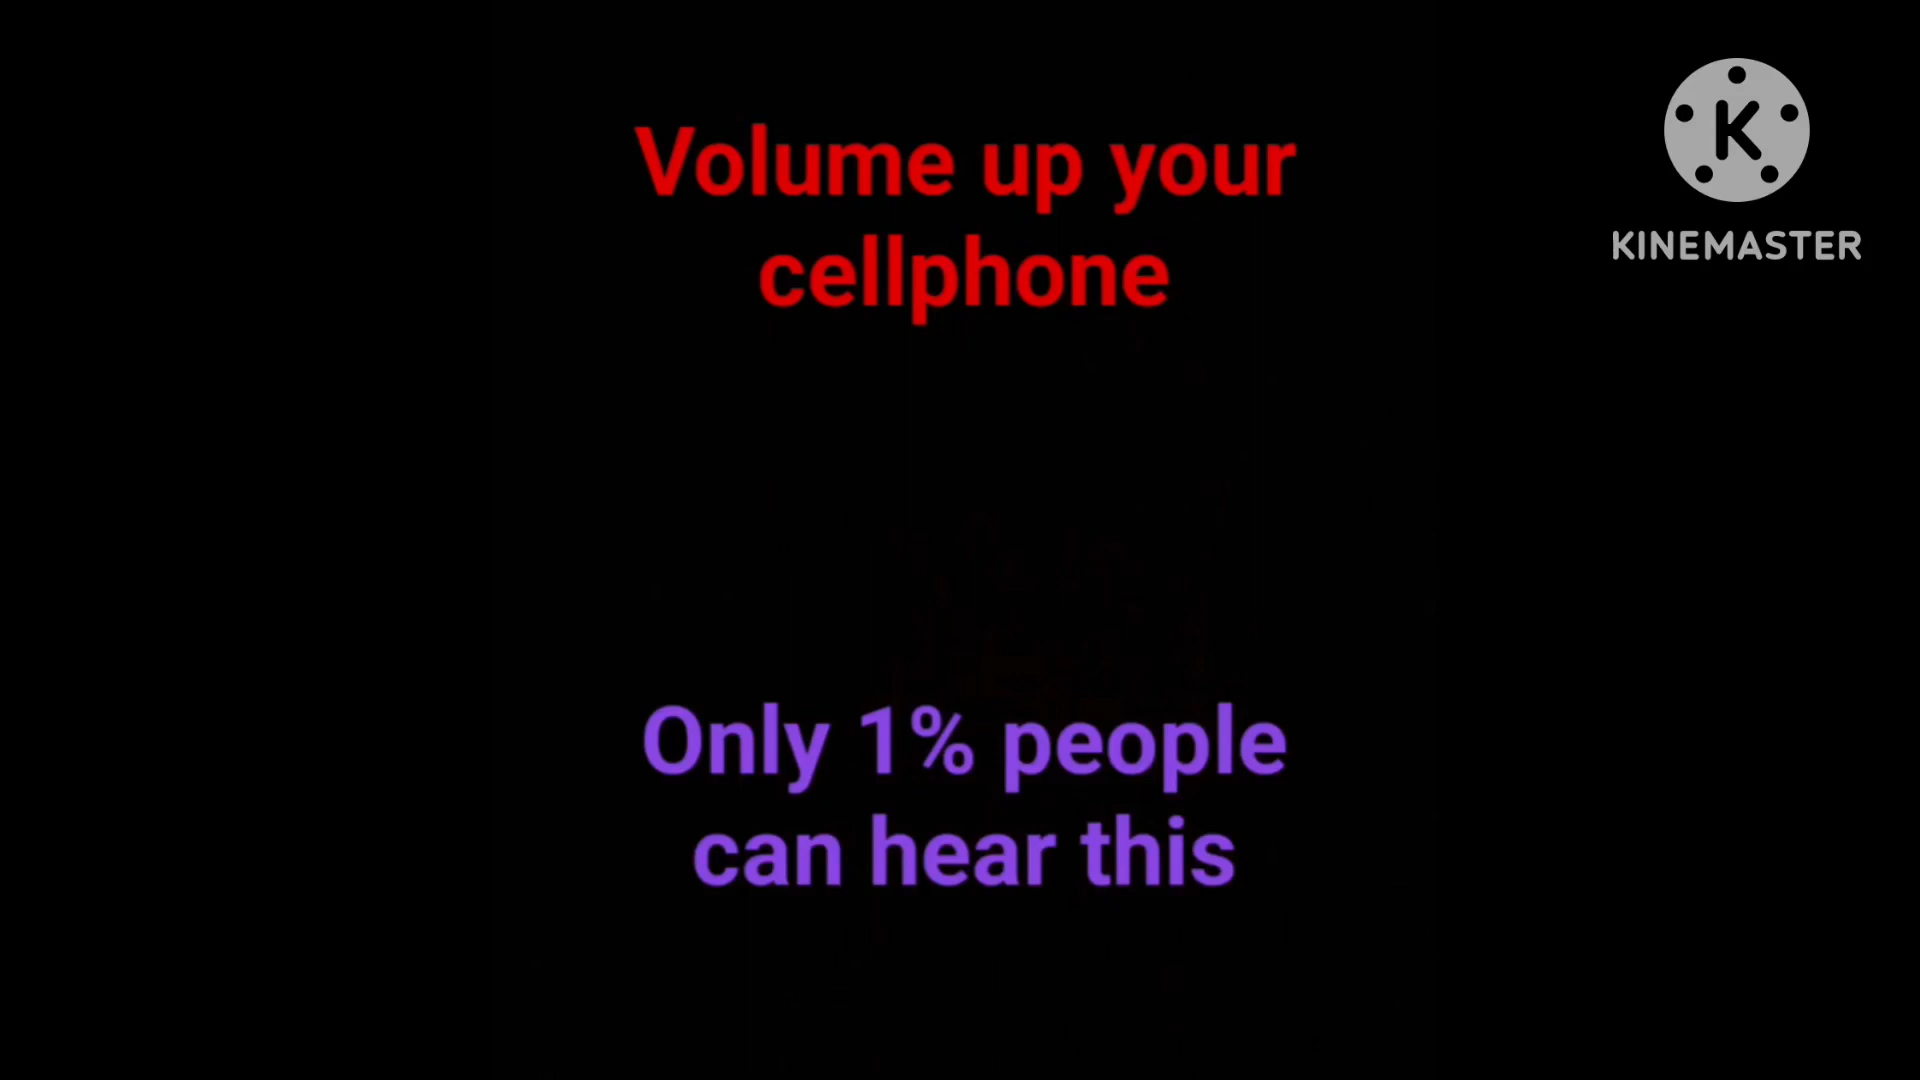 Volume up your
cellphone
K
KINEMASTER
Only 1% people
can hear this